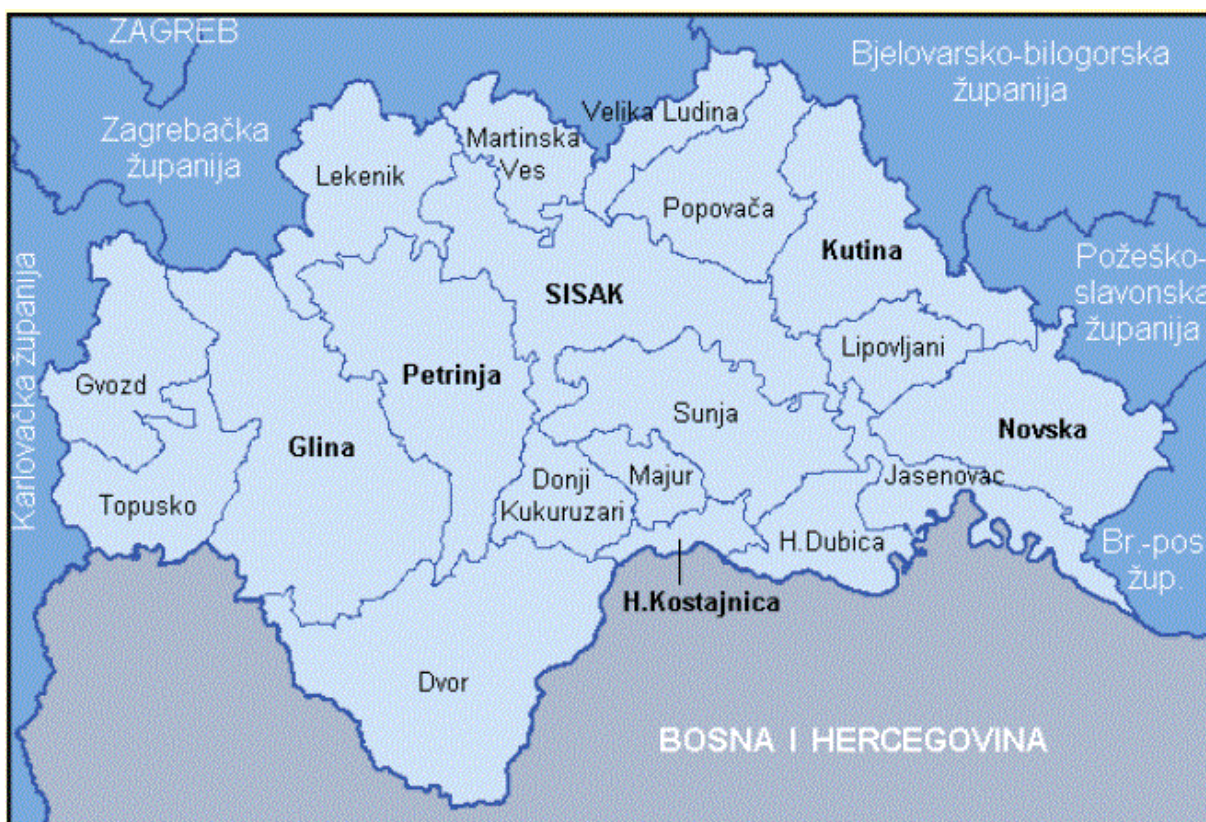 ZAGREB
Bjelovarsko-bilogorska
županija
Zagrebačka
županija
Velika Ludina
Martinska
Ves
Lekenik
Popovača
Kutina
Požeško-
slavonska
županija
Karlovačka županija
SISAK
Lipovljani
Gvozd
Petrinja
Sunja
Novska
Glina
Donji
Kukuruzari
Majur
Jasenovac
Topusko
H.Dubica
Br.-pos
žup.
H.Kostajnica
Dvor
BOSNA I HERCEGOVINA